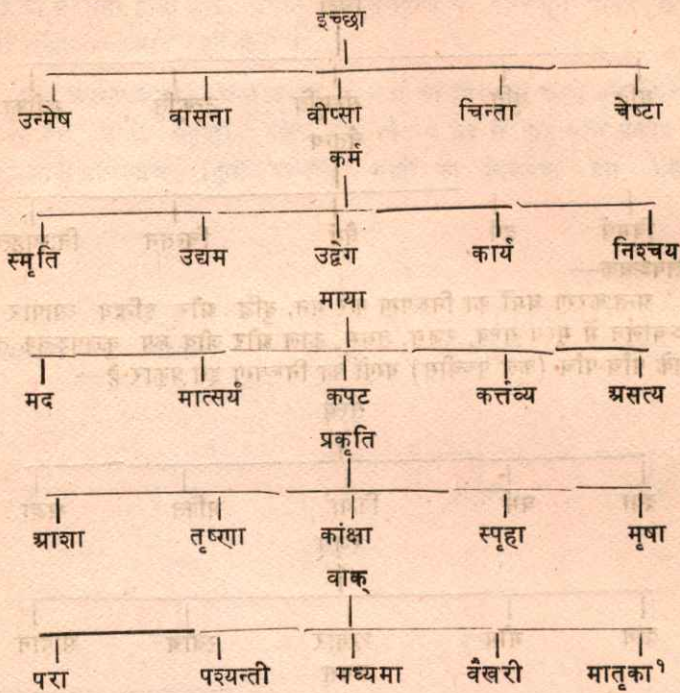 इच्छा
उन्मेष वासना वीप्सा चिन्ता चेष्टा
कर्म
स्मृति उद्यम उद्वेग कार्य निश्चय
माया
मद मात्सर्य कपट कर्त्तव्य असत्य
प्रकृति
आशा तृष्णा कांक्षा स्पृहा मृषा
वाक्
परा पश्यन्ती मध्यमा वैखरी मातृका१